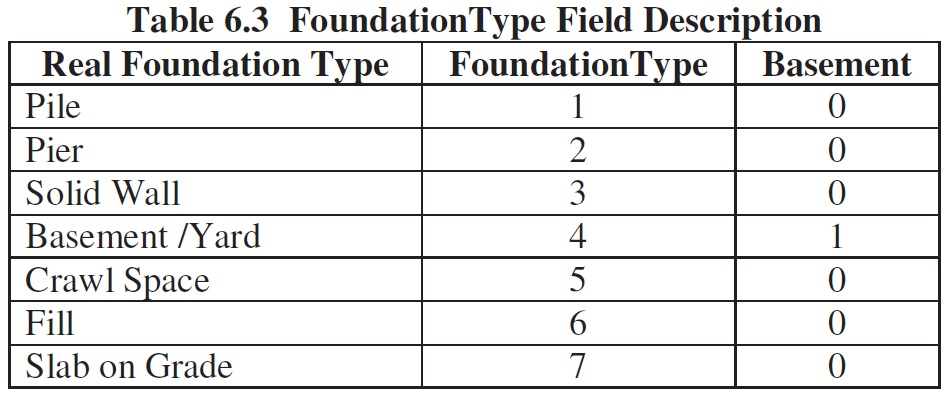 Table 6.3 FoundationType Field Description
Real Foundation Type FoundationType Basement
Pile 1 0
Pier 2 0
Solid Wall 3 0
Basement /Yard 4 1
Crawl Space 5 0
Fill 6 0
Slab on Grade 7 0